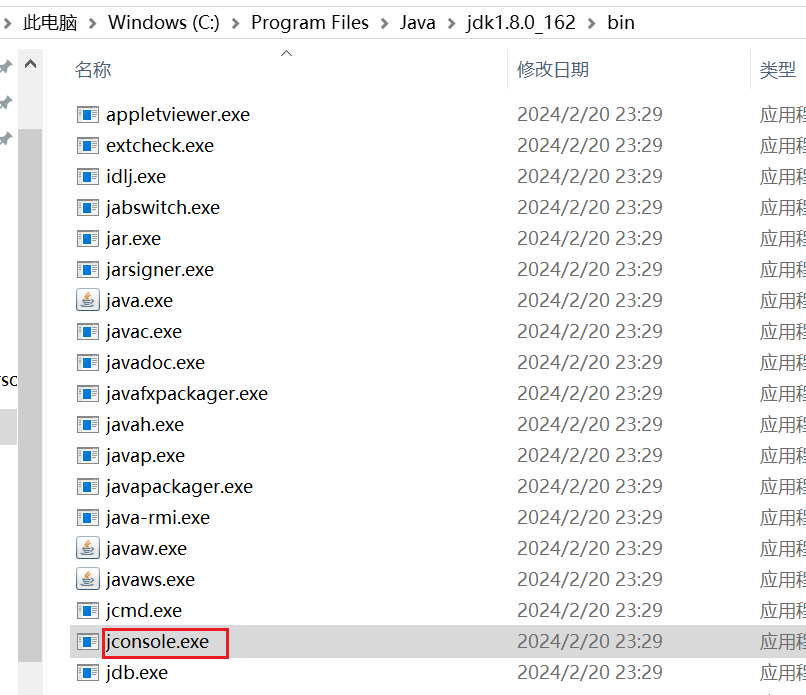 此电脑 > Windows (C:) > Program Files > Java > jdk1.8.0_162 > bin
名称 修改日期 类型
appletviewer.exe 2024/2/20 23:29 应用程
extcheck.exe 2024/2/20 23:29 应用程
idlj.exe 2024/2/20 23:29 应用程
jabswitch.exe 2024/2/20 23:29 应用程
jar.exe 2024/2/20 23:29 应用程
jarsigner.exe 2024/2/20 23:29 应用程
java.exe 2024/2/20 23:29 应用程
javac.exe 2024/2/20 23:29 应用程
javadoc.exe 2024/2/20 23:29 应用程
javafxpackager.exe 2024/2/20 23:29 应用程
javah.exe 2024/2/20 23:29 应用程
javap.exe 2024/2/20 23:29 应用程
javapackager.exe 2024/2/20 23:29 应用程
java-rmi.exe 2024/2/20 23:29 应用程
javaw.exe 2024/2/20 23:29 应用程
javaws.exe 2024/2/20 23:29 应用程
jcmd.exe 2024/2/20 23:29 应用程
jconsole.exe 2024/2/20 23:29 应用程
jdb.exe 2024/2/20 23:29 应用程